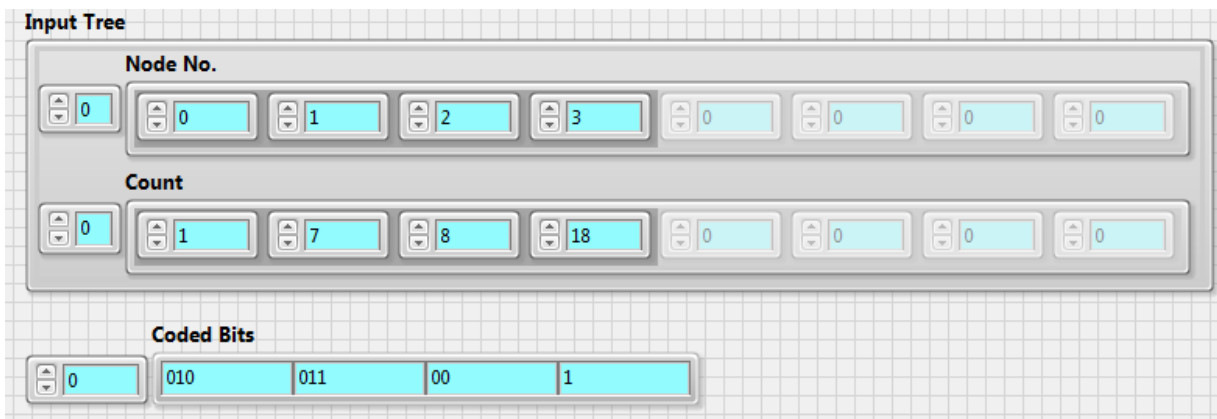 Input Tree
Node No.
0 0 1 2 3 0 0 0 0
Count
0 1 7 8 18 0 0 0 0
Coded Bits
0 010 011 00 1